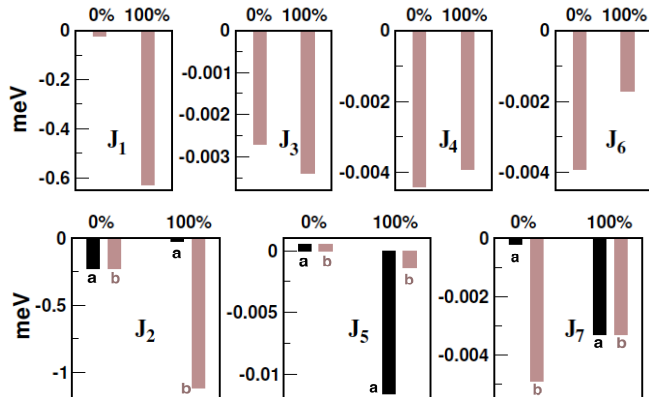 0% 100% 0% 100% 0% 100% 0% 100%
meV 0 -0.2 -0.4 -0.6 J1
0 -0.001 -0.002 -0.003 J3
0 -0.002 -0.004 J4
0 -0.002 -0.004 J6
0% 100% 0% 100% 0% 100%
meV 0 -0.5 -1 a b a b J2
0 -0.005 -0.01 a b a b J5
0 -0.002 -0.004 a b a b J7